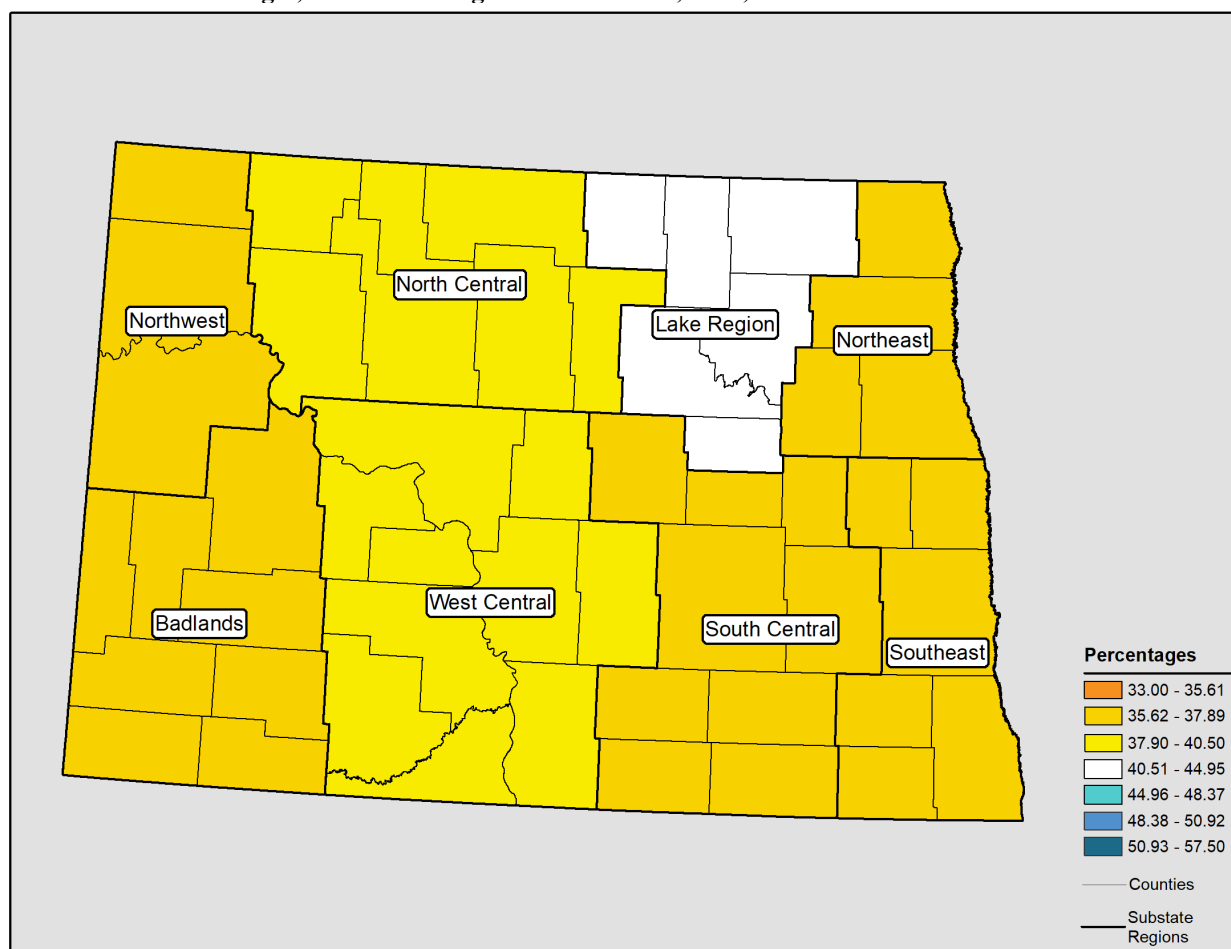 North Central
Northwest
Lake Region
Northeast
West Central
Badlands
South Central
Southeast
Percentages
33.00 - 35.61
35.62 - 37.89
37.90 - 40.50
40.51 - 44.95
44.96 - 48.37
48.38 - 50.92
50.93 - 57.50
Counties
Substate
Regions